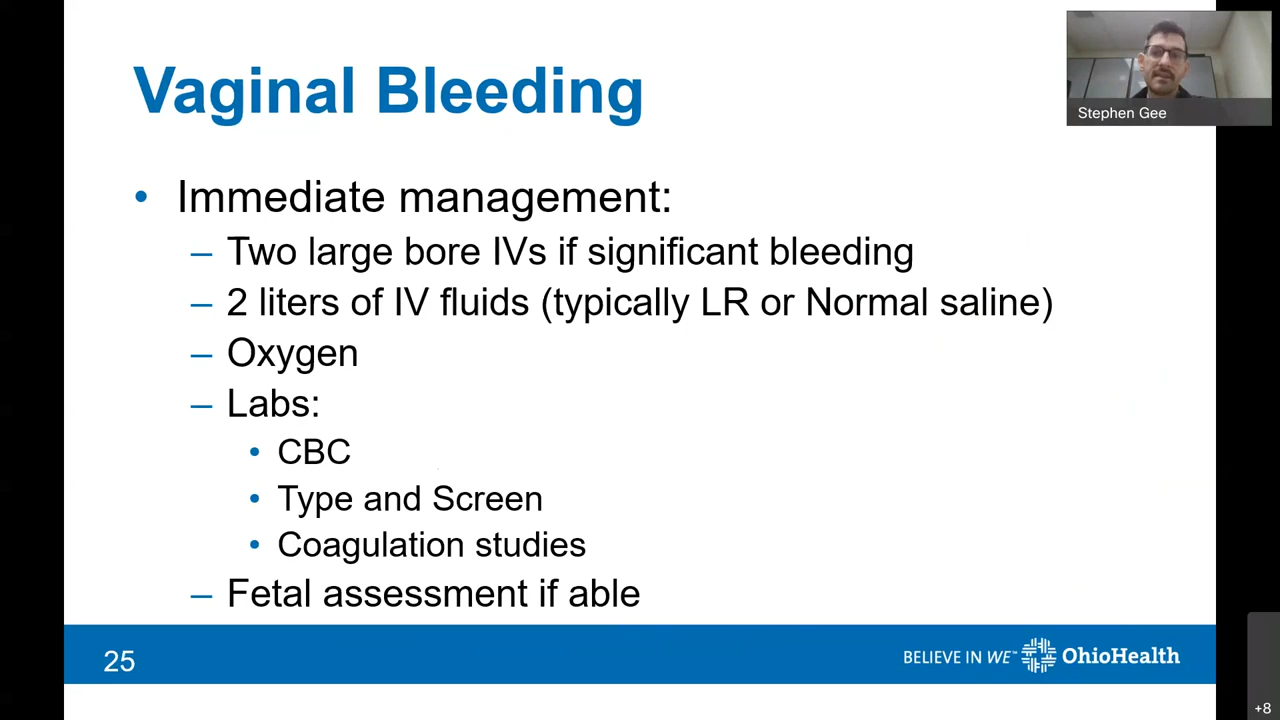 Vaginal Bleeding
Stephen Gee
• Immediate management:
– Two large bore IVs if significant bleeding
– 2 liters of IV fluids (typically LR or Normal saline)
– Oxygen
– Labs:
• CBC
• Type and Screen
• Coagulation studies
– Fetal assessment if able
25
BELIEVE IN WE™ OhioHealth
+8